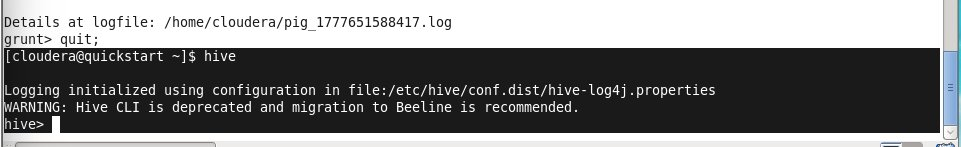 Details at logfile: /home/cloudera/pig_1777651588417.log
grunt> quit;
[cloudera@quickstart ~]$ hive
Logging initialized using configuration in file:/etc/hive/conf.dist/hive-log4j.properties
WARNING: Hive CLI is deprecated and migration to Beeline is recommended.
hive>